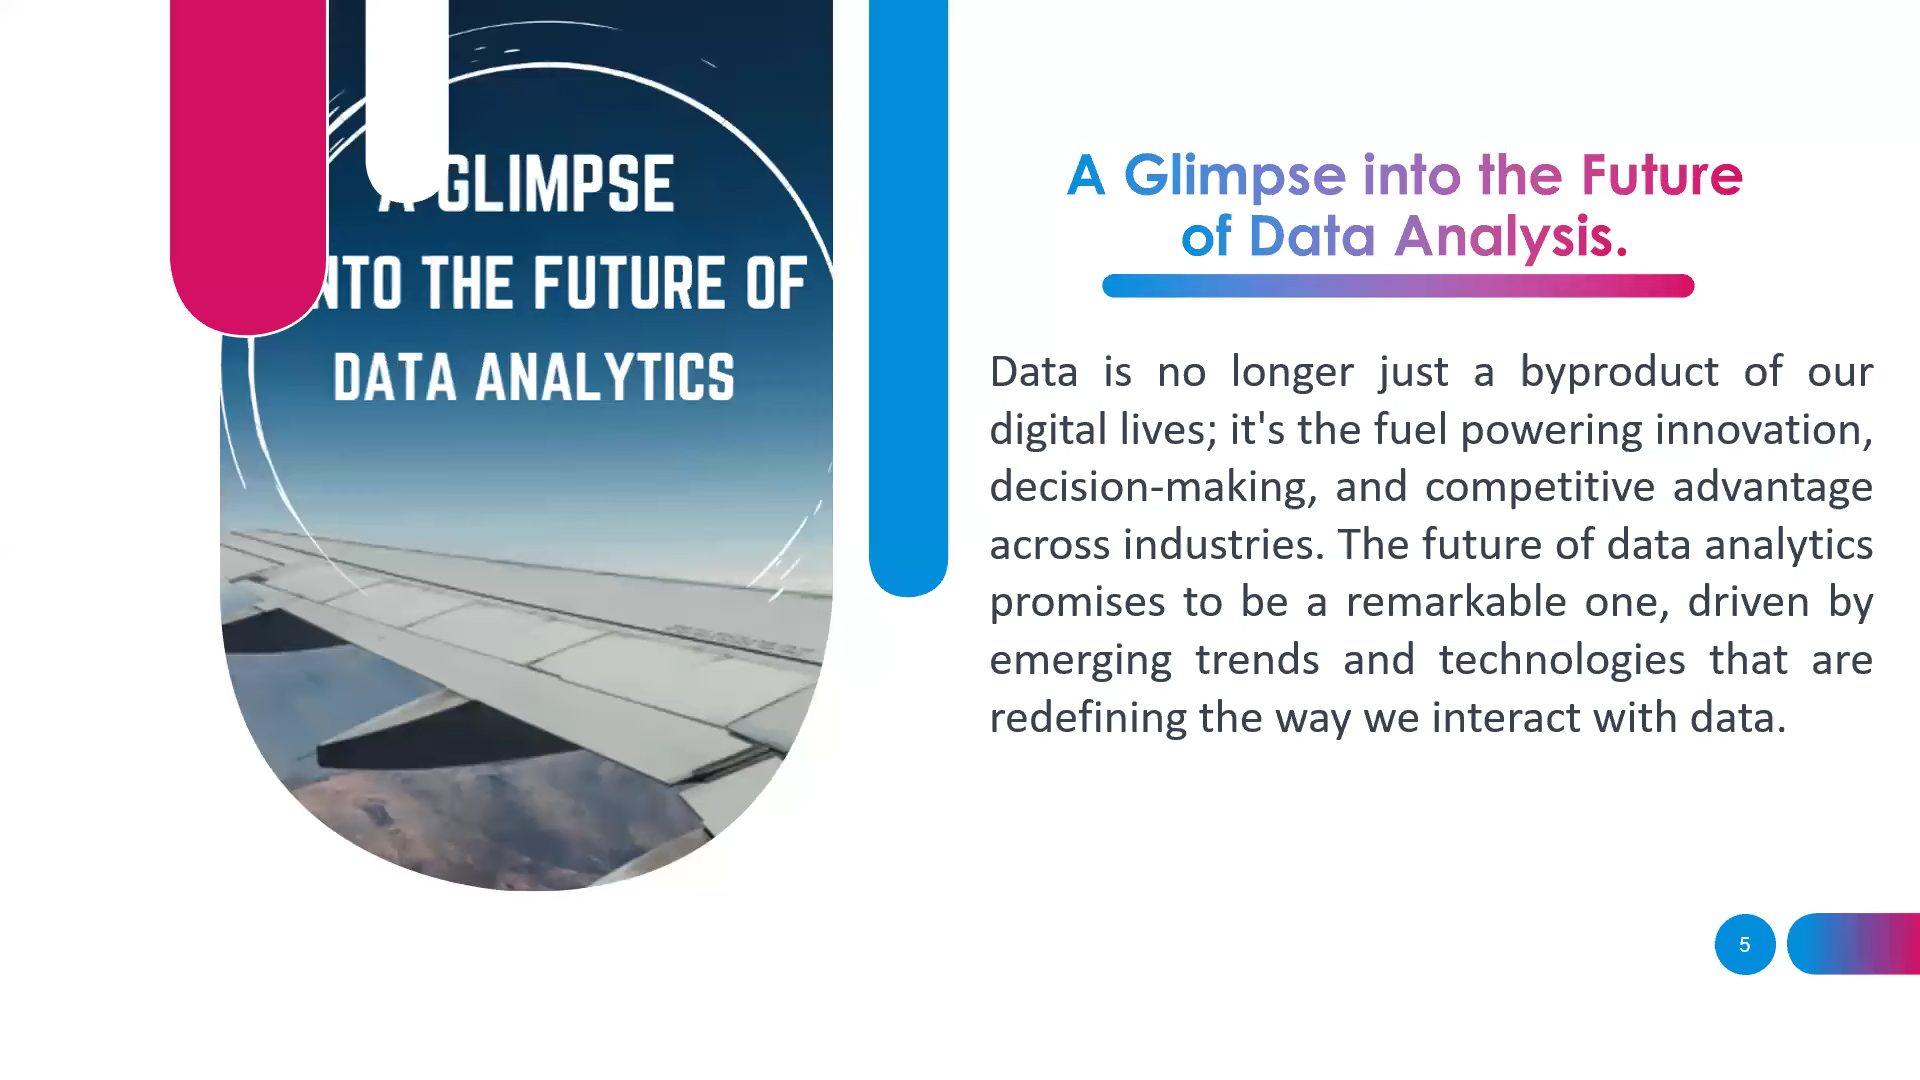 GLIMPSE
NTO THE FUTURE OF
DATA ANALYTICS
A Glimpse into the Future
of Data Analysis.
Data is no longer just a byproduct of our
digital lives; it's the fuel powering innovation,
decision-making, and competitive advantage
across industries. The future of data analytics
promises to be a remarkable one, driven by
emerging trends and technologies that are
redefining the way we interact with data.
5